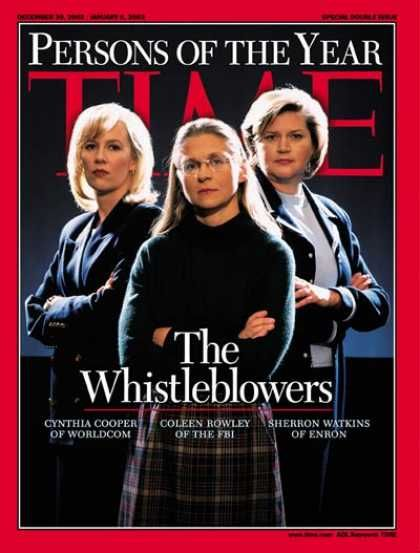 DECEMBER 30, 2002 / JANUARY 6, 2003
SPECIAL DOUBLE ISSUE
PERSONS OF THE YEAR
TIME
The
Whistleblowers
CYNTHIA COOPER
OF WORLDCOM
COLEEN ROWLEY
OF THE FBI
SHERRON WATKINS
OF ENRON
www.time.com AOL Keyword: TIME